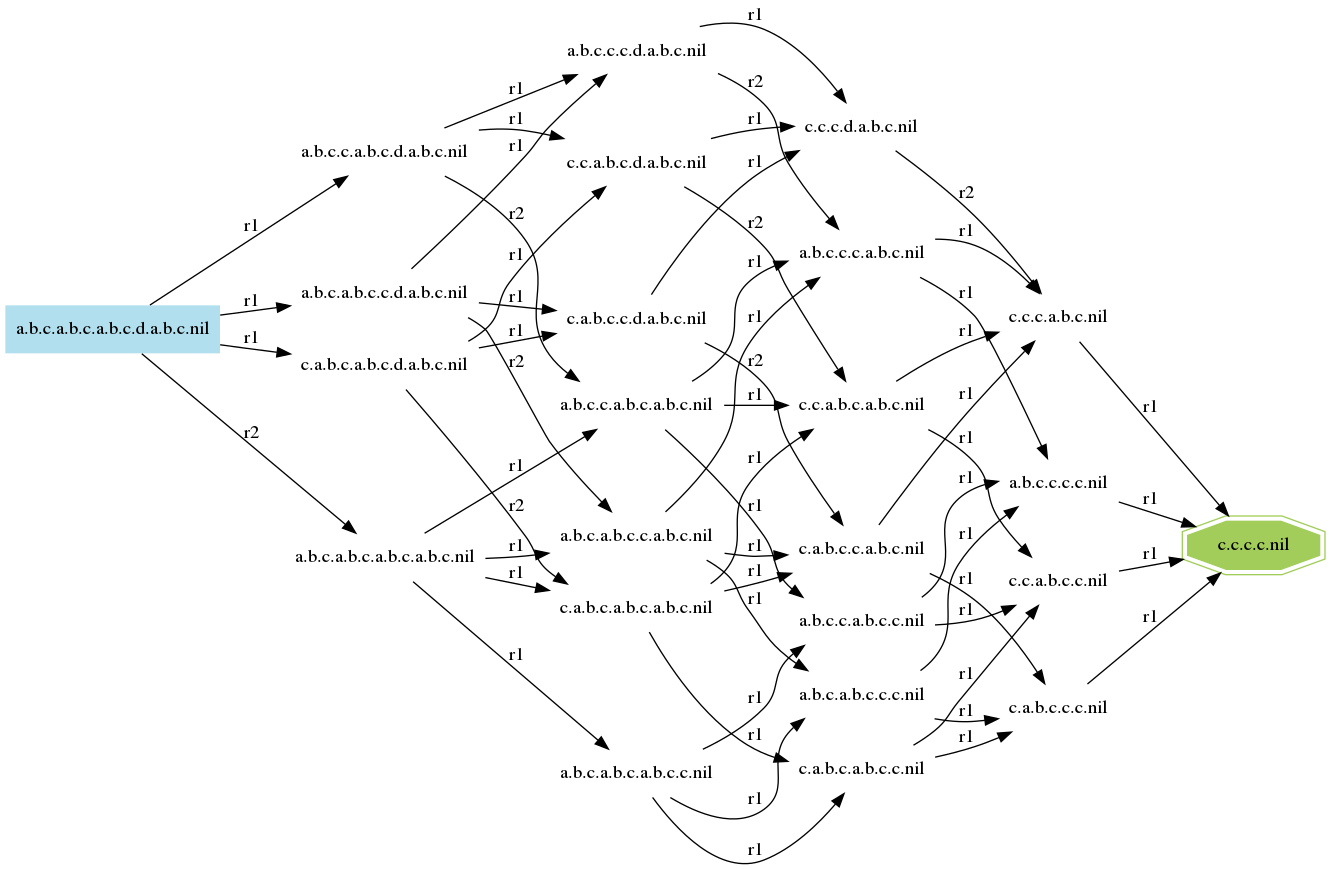 r1
a.b.c.c.c.d.a.b.c.nil
r1
r2
r1
r1
c.c.c.d.a.b.c.nil
r1
a.b.c.c.a.b.c.d.a.b.c.nil
c.c.a.b.c.d.a.b.c.nil
r1
r2
r1
r2
r2
r1
r1
a.b.c.c.c.a.b.c.nil
r1
a.b.c.a.b.c.c.d.a.b.c.nil
r1
r1
r1
c.a.b.c.c.d.a.b.c.nil
c.c.c.a.b.c.nil
a.b.c.a.b.c.a.b.c.d.a.b.c.nil
r1
r1
r1
r1
c.a.b.c.a.b.c.d.a.b.c.nil
r2
r2
r1
r1
a.b.c.c.a.b.c.a.b.c.nil
c.c.a.b.c.a.b.c.nil
r1
r2
r1
r1
r1
r1
a.b.c.c.c.c.nil
r1
r2
r1
r1
a.b.c.a.b.c.c.a.b.c.nil
r1
r1
c.a.b.c.c.a.b.c.nil
c.c.c.c.nil
a.b.c.a.b.c.a.b.c.a.b.c.nil
r1
r1
r1
r1
c.c.a.b.c.c.nil
r1
c.a.b.c.a.b.c.a.b.c.nil
r1
r1
a.b.c.c.a.b.c.c.nil
r1
r1
r1
r1
a.b.c.a.b.c.c.c.nil
c.a.b.c.c.c.nil
r1
r1
r1
a.b.c.a.b.c.a.b.c.c.nil
c.a.b.c.a.b.c.c.nil
r1
r1